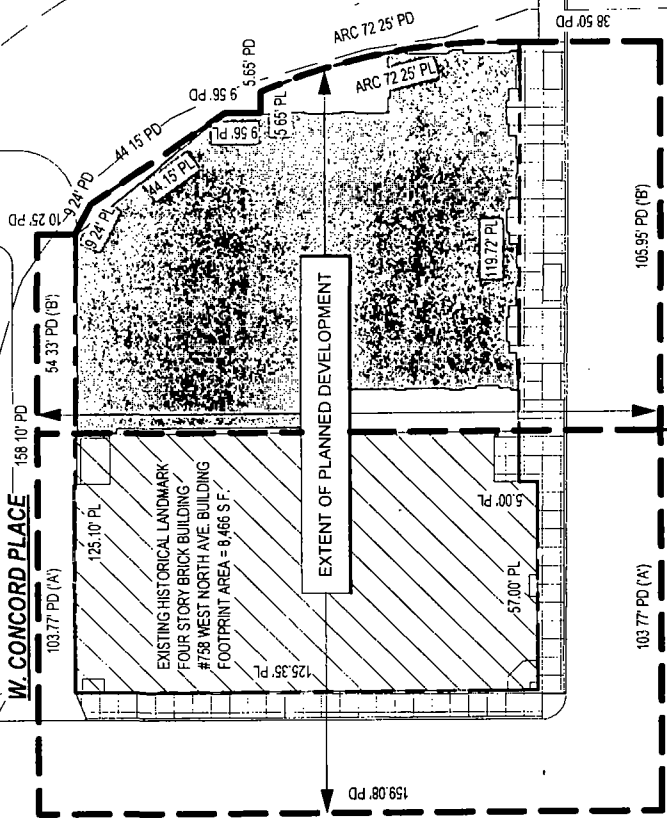 W. CONCORD PLACE
158 10' PD
103.77' PD ('A')
54.33' PD ('B')
10 25' PD
9.24' PD
44 15 PD
9 56' PD
5.65' PD
ARC 72 25' PD
38 50' PD
125.10' PL
9 24' PL
44.15' PL
9 56' PL
5 65' PL
ARC 72 25' PL
EXISTING HISTORICAL LANDMARK
FOUR STORY BRICK BUILDING
#758 WEST NORTH AVE. BUILDING
FOOTPRINT AREA = 8,466 S F.
EXTENT OF PLANNED DEVELOPMENT
119.72' PL
5.00' PL
57.00' PL
125.35' PL
159.08' PD
103 77' PD ('A')
105.95' PD ('B')